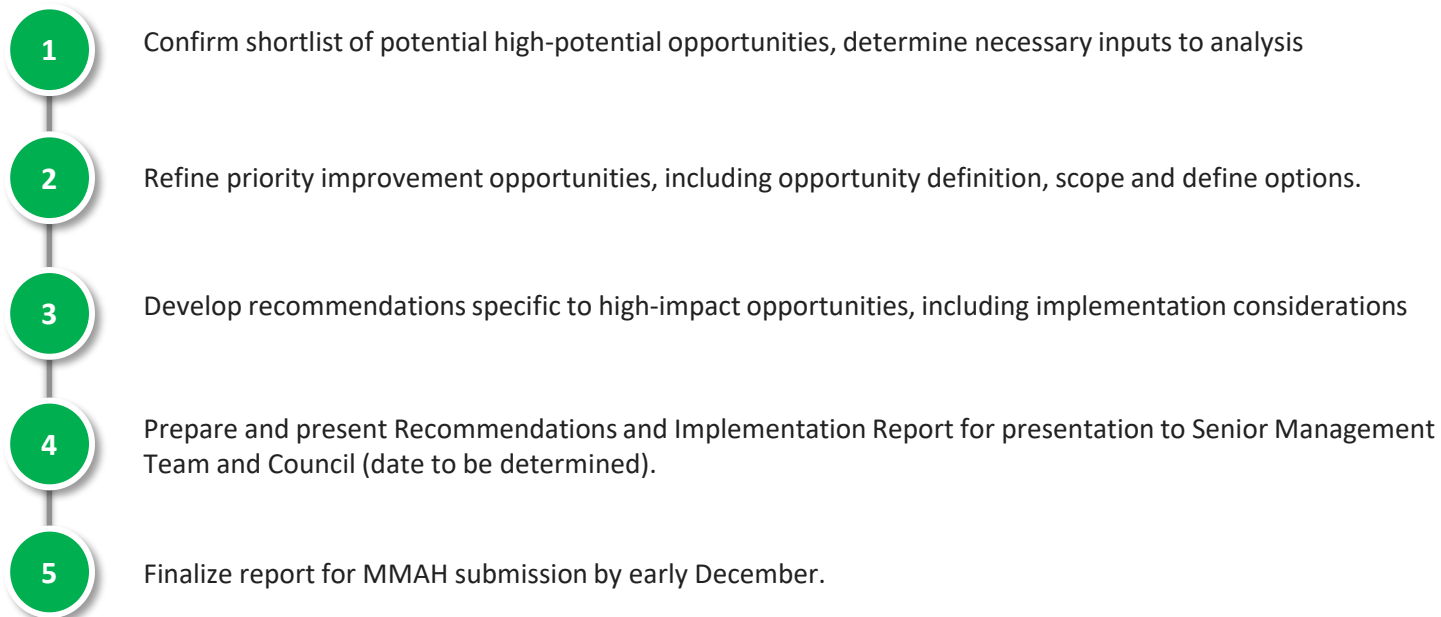 1
Confirm shortlist of potential high-potential opportunities, determine necessary inputs to analysis
2
Refine priority improvement opportunities, including opportunity definition, scope and define options.
3
Develop recommendations specific to high-impact opportunities, including implementation considerations
4
Prepare and present Recommendations and Implementation Report for presentation to Senior Management
Team and Council (date to be determined).
5
Finalize report for MMAH submission by early December.